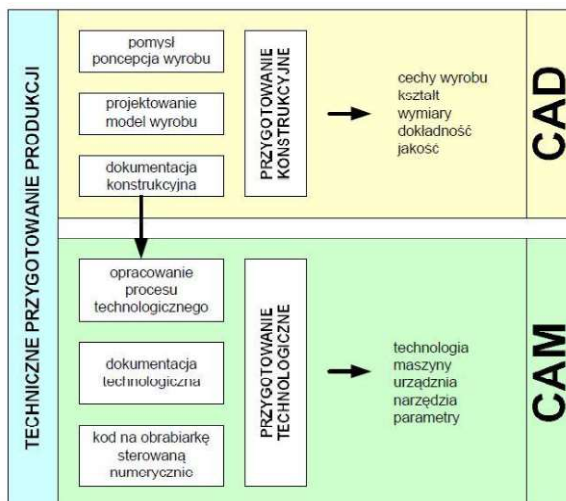 TECHNICZNE PRZYGOTOWANIE PRODUKCJI
pomysł
poncepcja wyrobu
projektowanie
model wyrobu
dokumentacja
konstrukcyjna
PRZYGOTOWANIE
KONSTRUKCYJNE
cechy wyrobu
kształt
wymiary
dokładność
jakość
CAD
opracowanie
procesu
technologicznego
dokumentacja
technologiczna
kod na obrabiarkę
sterowaną
numerycznie
PRZYGOTOWANIE
TECHNOLOGICZNE
technologia
maszyny
urządznia
narzędzia
parametry
CAM